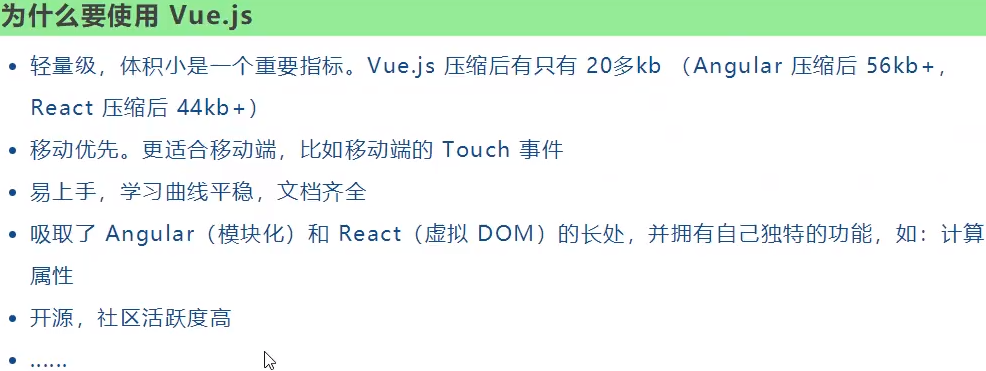 为什么要使用 Vue.js
• 轻量级，体积小是一个重要指标。Vue.js 压缩后有只有 20多kb （Angular 压缩后 56kb+，
React 压缩后 44kb+）
• 移动优先。更适合移动端，比如移动端的 Touch 事件
• 易上手，学习曲线平稳，文档齐全
• 吸取了 Angular（模块化）和 React（虚拟 DOM）的长处，并拥有自己独特的功能，如：计算
属性
• 开源，社区活跃度高
• ......